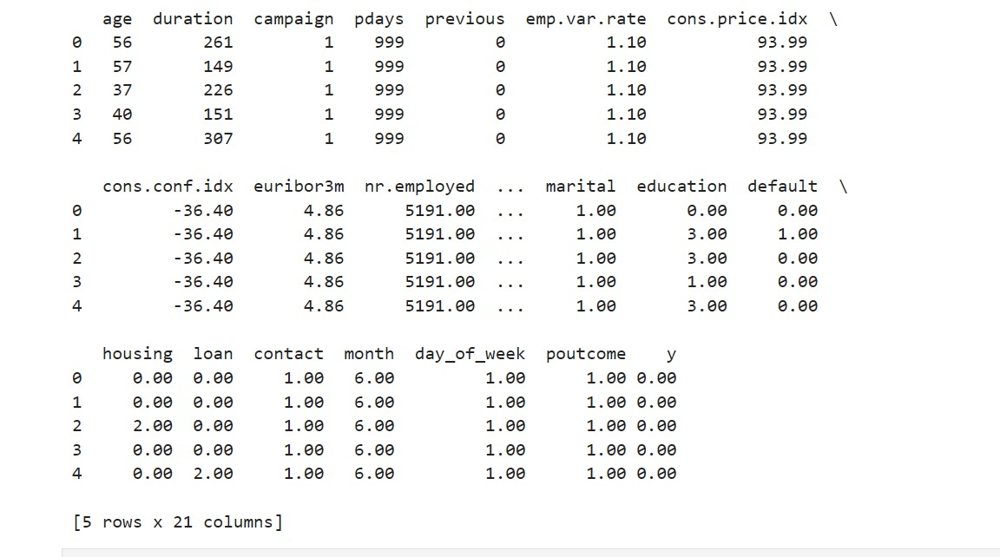 age duration campaign pdays previous emp.var.rate cons.price.idx \
0 56 261 1 999 0 1.10 93.99
1 57 149 1 999 0 1.10 93.99
2 37 226 1 999 0 1.10 93.99
3 40 151 1 999 0 1.10 93.99
4 56 307 1 999 0 1.10 93.99
cons.conf.idx euribor3m nr.employed ... marital education default \
0 -36.40 4.86 5191.00 ... 1.00 0.00 0.00
1 -36.40 4.86 5191.00 ... 1.00 3.00 1.00
2 -36.40 4.86 5191.00 ... 1.00 3.00 0.00
3 -36.40 4.86 5191.00 ... 1.00 1.00 0.00
4 -36.40 4.86 5191.00 ... 1.00 3.00 0.00
housing loan contact month day_of_week poutcome y
0 0.00 0.00 1.00 6.00 1.00 1.00 0.00
1 0.00 0.00 1.00 6.00 1.00 1.00 0.00
2 2.00 0.00 1.00 6.00 1.00 1.00 0.00
3 0.00 0.00 1.00 6.00 1.00 1.00 0.00
4 0.00 2.00 1.00 6.00 1.00 1.00 0.00
[5 rows x 21 columns]